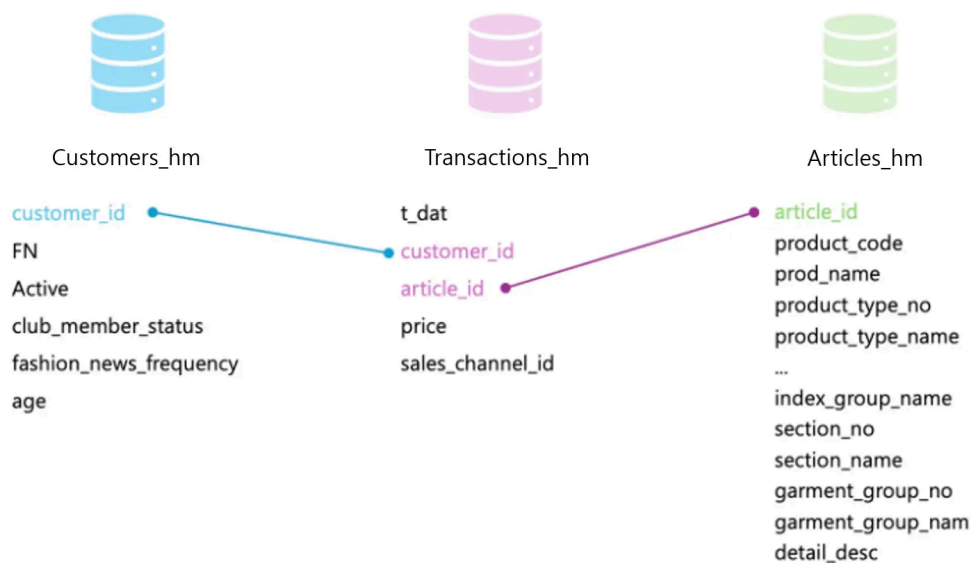 Customers_hm
customer_id
FN
Active
club_member_status
fashion_news_frequency
age
Transactions_hm
t_dat
customer_id
article_id
price
sales_channel_id
Articles_hm
article_id
product_code
prod_name
product_type_no
product_type_name
...
index_group_name
section_no
section_name
garment_group_no
garment_group_nam
detail_desc